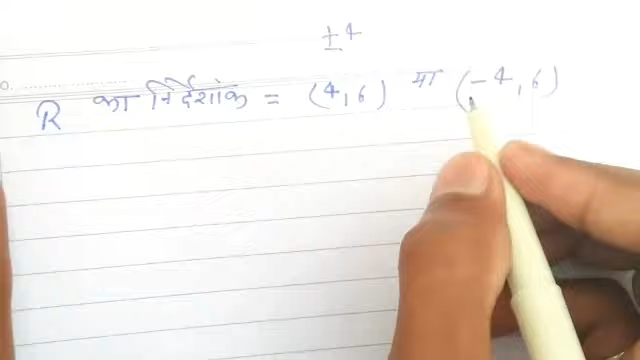 ±4
R का निर्देशांक = (4,6) या (-4,6)